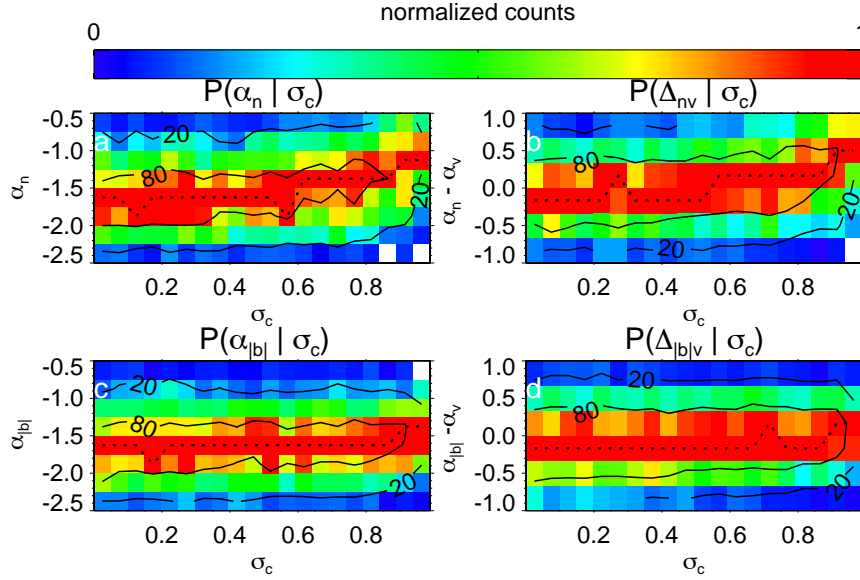 normalized counts
0 1
P(αn | σc) P(Δnv | σc)
-0.5 a 20 1.0 b 20
-1.0 0.5 80
αn -1.5 80 αn - αv 0.0
-2.0 20 -0.5 20
-2.5 -1.0 20
0.2 0.4 0.6 0.8 0.2 0.4 0.6 0.8
σc σc
P(α|b| | σc) P(Δ|b|v | σc)
-0.5 c 20 1.0 d 20
-1.0 0.5 80
α|b| -1.5 80 α|b| -αv 0.0
-2.0 -0.5
-2.5 20 -1.0 20
0.2 0.4 0.6 0.8 0.2 0.4 0.6 0.8
σc σc